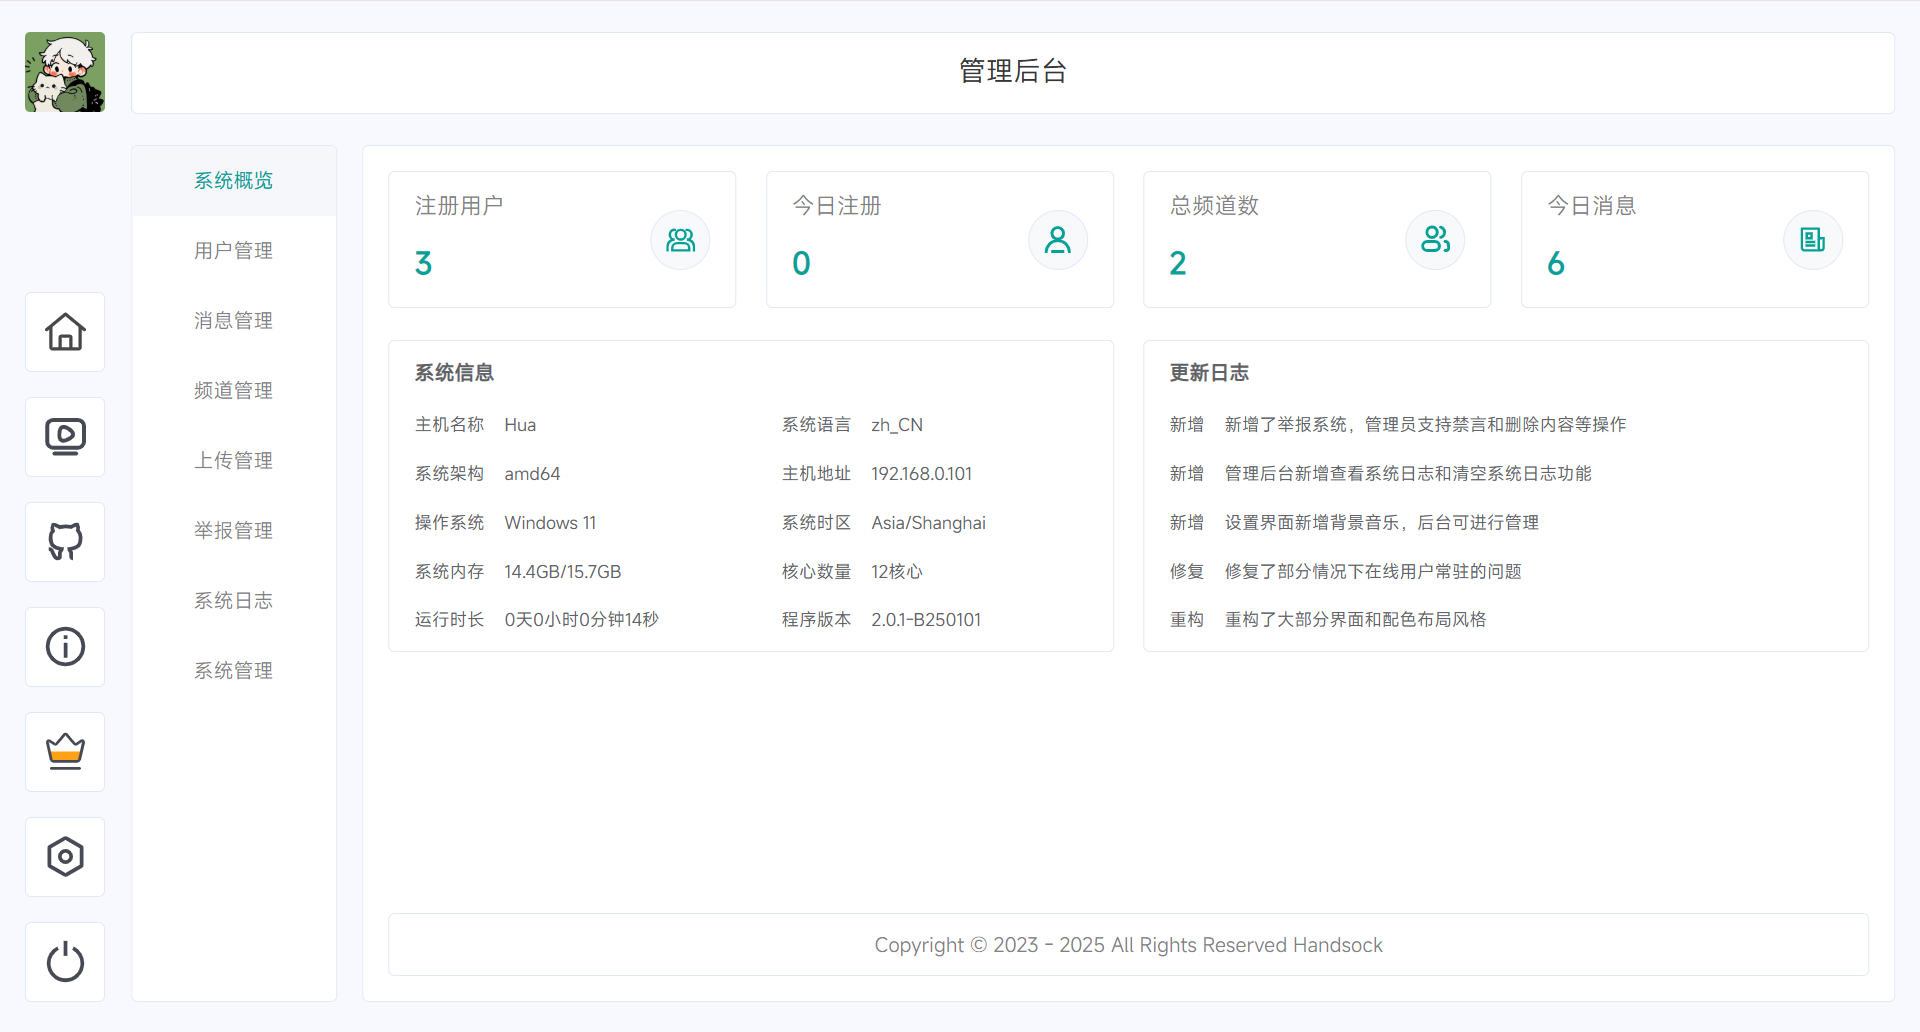 管理后台
系统概览
用户管理
消息管理
频道管理
上传管理
举报管理
系统日志
系统管理
注册用户
3
今日注册
0
总频道数
2
今日消息
6
系统信息
主机名称 Hua 系统语言 zh_CN
系统架构 amd64 主机地址 192.168.0.101
操作系统 Windows 11 系统时区 Asia/Shanghai
系统内存 14.4GB/15.7GB 核心数量 12核心
运行时长 0天0小时0分钟14秒 程序版本 2.0.1-B250101
更新日志
新增 新增了举报系统，管理员支持禁言和删除内容等操作
新增 管理后台新增查看系统日志和清空系统日志功能
新增 设置界面新增背景音乐，后台可进行管理
修复 修复了部分情况下在线用户常驻的问题
重构 重构了大部分界面和配色布局风格
Copyright © 2023 - 2025 All Rights Reserved Handsock